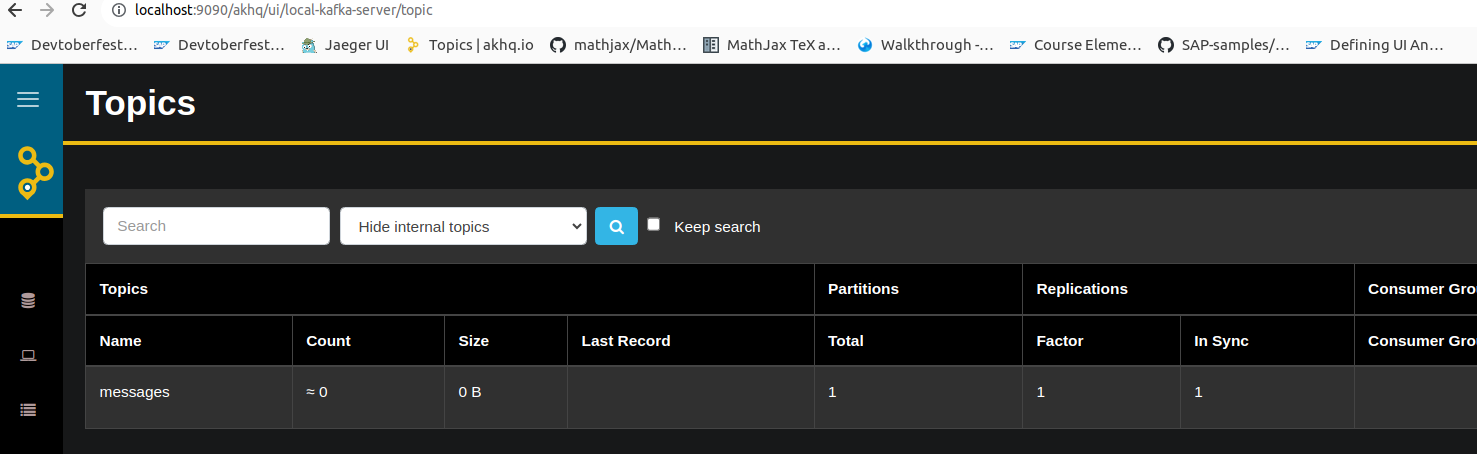 localhost:9090/akhq/ui/local-kafka-server/topic
Devtoberfest... Devtoberfest... Jaeger UI Topics | akhq.io mathjax/Math... MathJax TeX a... Walkthrough -... Course Eleme... SAP-samples/... Defining UI An...
Topics
Search Hide internal topics Keep search
Topics Partitions Replications Consumer Gro
Name Count Size Last Record Total Factor In Sync Consumer Gro
messages ≈ 0 0 B 1 1 1